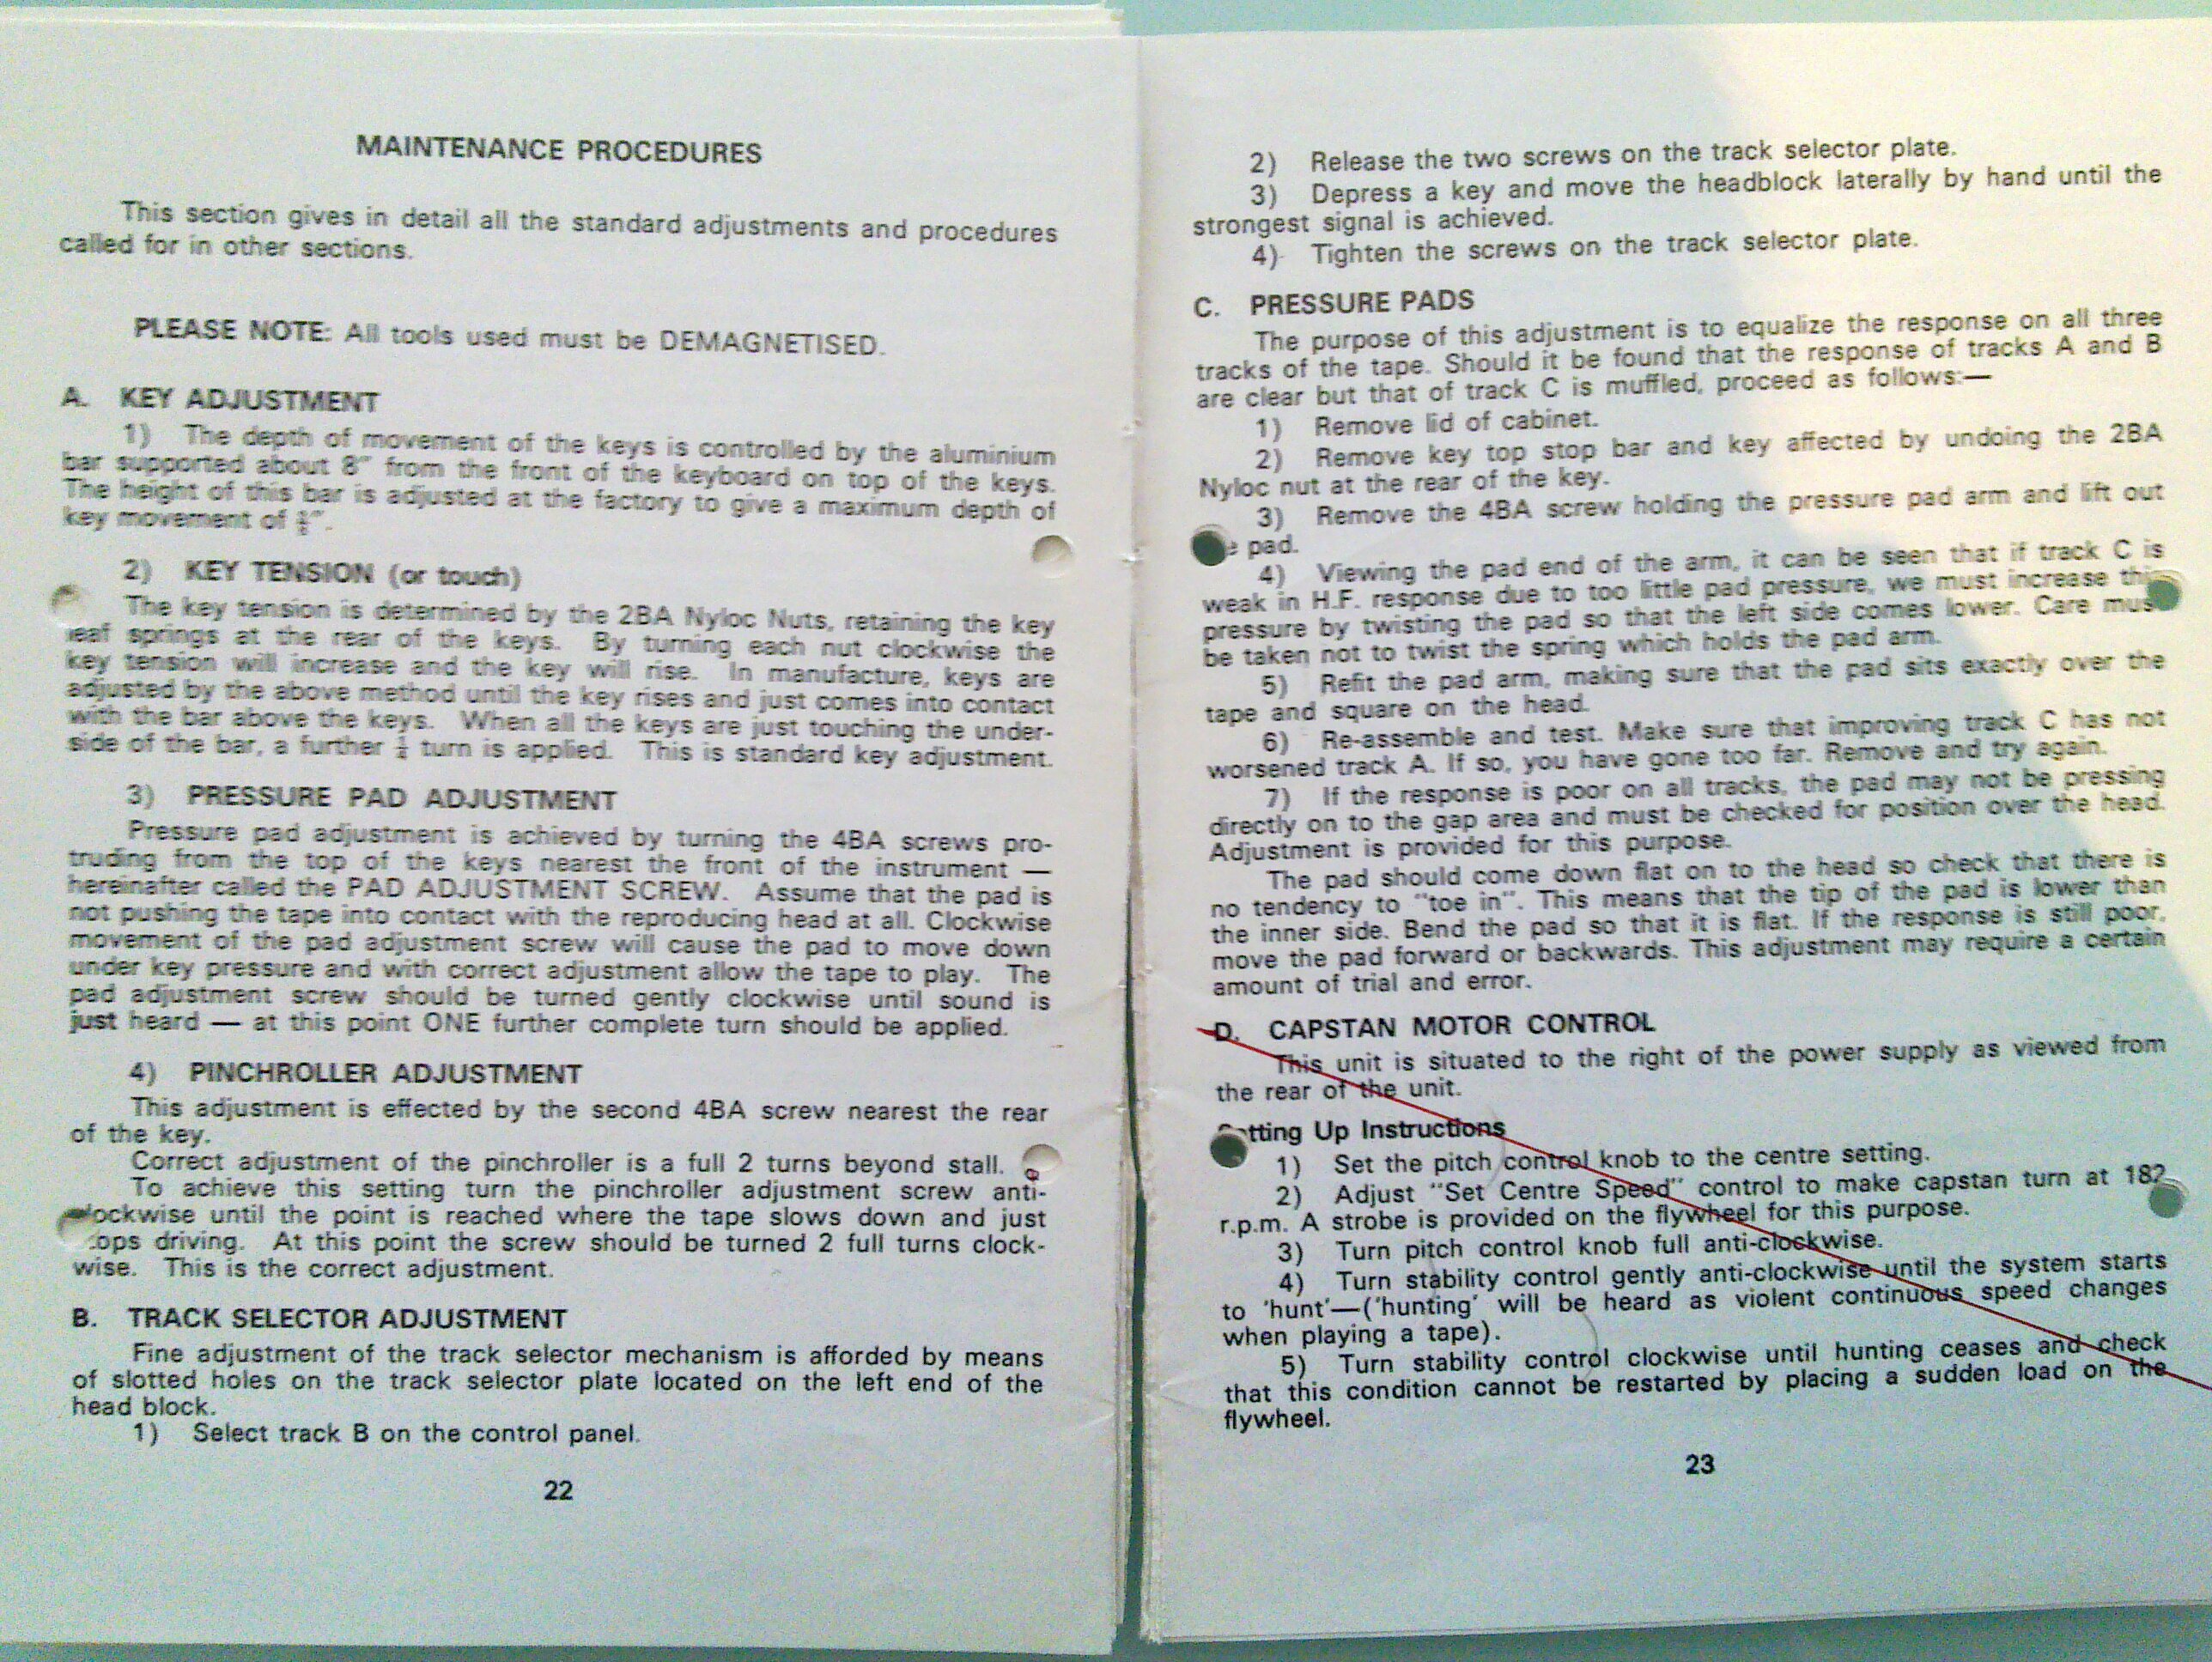 MAINTENANCE PROCEDURES
This section gives in detail all the standard adjustments and procedures
called for in other sections.
PLEASE NOTE: All tools used must be DEMAGNETISED.
A. KEY ADJUSTMENT
1) The depth of movement of the keys is controlled by the aluminium
bar supported about 8" from the front of the keyboard on top of the keys.
The height of this bar is adjusted at the factory to give a maximum depth of
key movement of
2) KEY TENSION (or touch)
The key tension is determined by the 2BA Nyloc Nuts, retaining the key
leaf springs at the rear of the keys. By turning each nut clockwise the
key tension will increase and the key will rise. In manufacture, keys are
adjusted by the above method until the key rises and just comes into contact
with the bar above the keys. When all the keys are just touching the under-
side of the bar, a further turn is applied. This is standard key adjustment.
3) PRESSURE PAD ADJUSTMENT
Pressure pad adjustment is achieved by turning the 4BA screws pro-
truding from the top of the keys nearest the front of the instrument —
hereinafter called the PAD ADJUSTMENT SCREW. Assume that the pad is
not pushing the tape into contact with the reproducing head at all. Clockwise
movement of the pad adjustment screw will cause the pad to move down
under key pressure and with correct adjustment allow the tape to play. The
pad adjustment screw should be turned gently clockwise until sound is
just heard — at this point ONE further complete turn should be applied.
4) PINCHROLLER ADJUSTMENT
This adjustment is effected by the second 4BA screw nearest the rear
of the key.
Correct adjustment of the pinchroller is a full 2 turns beyond stall.
To achieve this setting turn the pinchroller adjustment screw anti-
lockwise until the point is reached where the tape slows down and just
ops driving. At this point the screw should be turned 2 full turns clock-
wise. This is the correct adjustment.
B. TRACK SELECTOR ADJUSTMENT
Fine adjustment of the track selector mechanism is afforded by means
of slotted holes on the track selector plate located on the left end of the
head block.
1) Select track B on the control panel.
22
2) Release the two screws on the track selector plate.
3) Depress a key and move the headblock laterally by hand until the
strongest signal is achieved.
4) Tighten the screws on the track selector plate.
C. PRESSURE PADS
The purpose of this adjustment is to equalize the response on all three
tracks of the tape. Should it be found that the response of tracks A and B
are clear but that of track C is muffled, proceed as follows:—
1) Remove lid of cabinet.
2) Remove key top stop bar and key affected by undoing the 2BA
Nyloc nut at the rear of the key.
3) Remove the 4BA screw holding the pressure pad arm and lift out
e pad.
4) Viewing the pad end of the arm, it can be seen that if track C is
weak in H.F. response due to too little pad pressure, we must increase thi
pressure by twisting the pad so that the left side comes lower. Care mus
be taken not to twist the spring which holds the pad arm.
5) Refit the pad arm, making sure that the pad sits exactly over the
tape and square on the head.
6) Re-assemble and test. Make sure that improving track C has not
worsened track A. If so, you have gone too far. Remove and try again.
7) If the response is poor on all tracks, the pad may not be pressing
directly on to the gap area and must be checked for position over the head.
Adjustment is provided for this purpose.
The pad should come down flat on to the head so check that there is
no tendency to "toe in". This means that the tip of the pad is lower than
the inner side. Bend the pad so that it is flat. If the response is still poor,
move the pad forward or backwards. This adjustment may require a certain
amount of trial and error.
D. CAPSTAN MOTOR CONTROL
This unit is situated to the right of the power supply as viewed from
the rear of the unit.
tting Up Instructions
1) Set the pitch control knob to the centre setting.
2) Adjust "Set Centre Speed" control to make capstan turn at 182
r.p.m. A strobe is provided on the flywheel for this purpose.
3) Turn pitch control knob full anti-clockwise.
4) Turn stability control gently anti-clockwise until the system starts
to 'hunt'—('hunting' will be heard as violent continuous speed changes
when playing a tape).
5) Turn stability control clockwise until hunting ceases and check
that this condition cannot be restarted by placing a sudden load on the
flywheel.
23